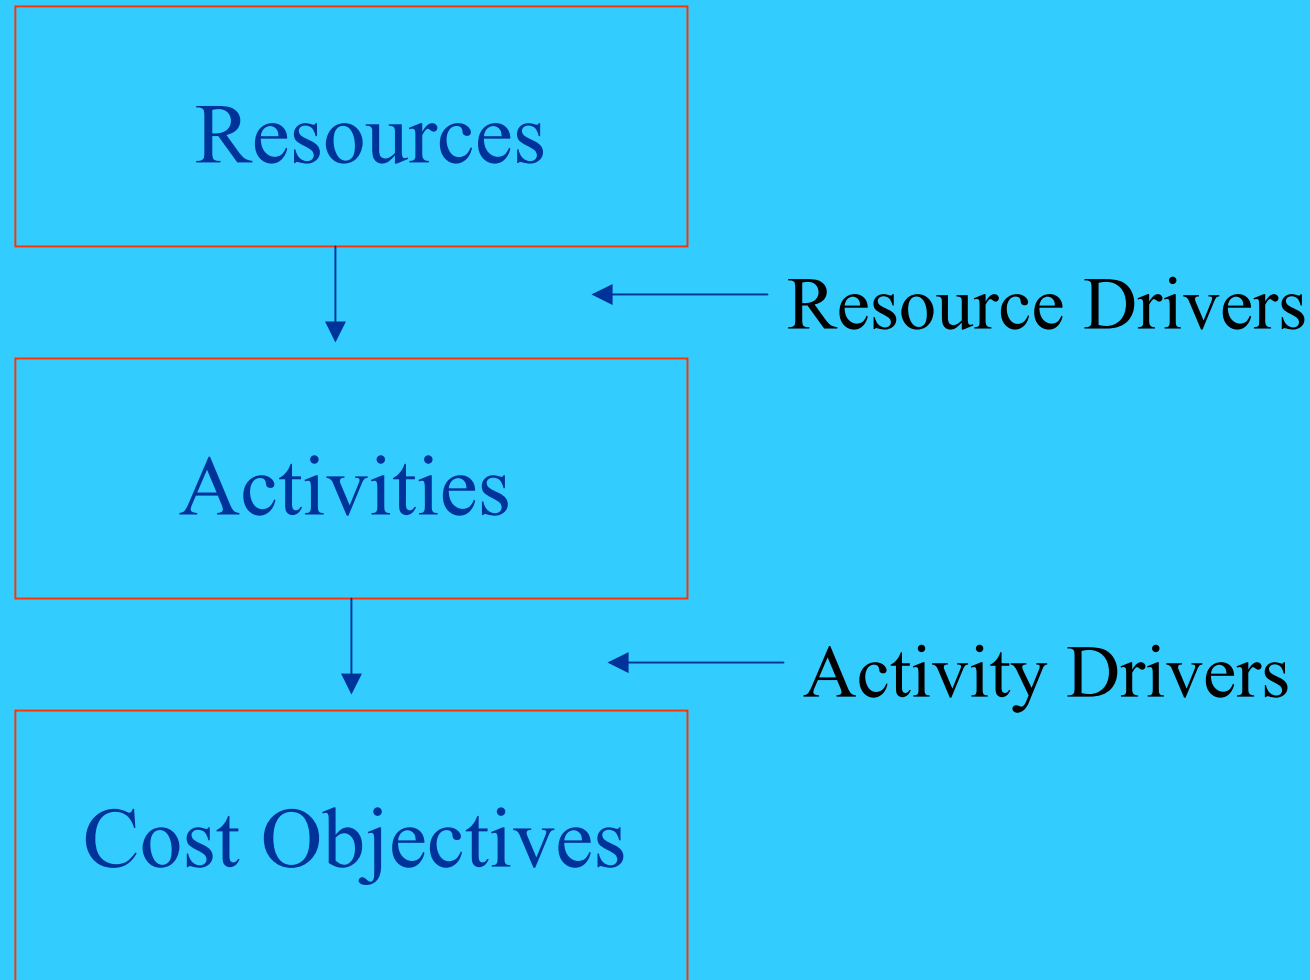 Resources
Resource Drivers
Activities
Activity Drivers
Cost Objectives